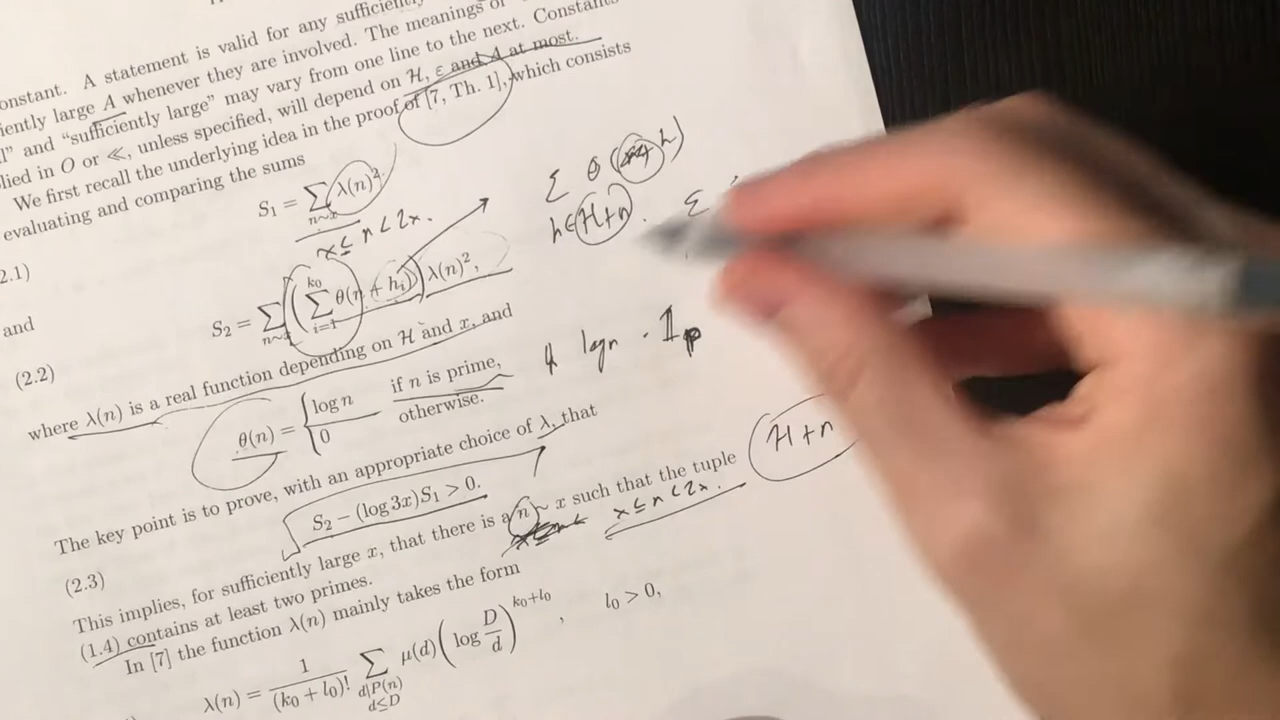 onstant. A statement is valid for any sufficiently
iently large A whenever they are involved. The meanings of
l" and "sufficiently large" may vary from one line to the next. Constants
lied in O or ≪, unless specified, will depend on H, ε and A at most.
We first recall the underlying idea in the proof of [7, Th. 1], which consists
evaluating and comparing the sums
2.1) S₁ = ∑_{n∼x} λ(n)²
x ≤ n < 2x.
∑ θ( h)
h∈H+n. ∑
and
(2.2) S₂ = ∑_{n∼x} (∑_{i=1}^{k₀} θ(n + hᵢ)) λ(n)²,
where λ(n) is a real function depending on H and x, and
θ(n) = { log n if n is prime,
0 otherwise.
log n · 1_p
The key point is to prove, with an appropriate choice of λ, that
(2.3) S₂ − (log 3x)S₁ > 0.
This implies, for sufficiently large x, that there is a n ∼ x such that the tuple
H+n
x ≤ n < 2x.
(1.4) contains at least two primes.
In [7] the function λ(n) mainly takes the form
λ(n) = 1/(k₀ + l₀)! ∑_{d|P(n), d≤D} μ(d) (log D/d)^{k₀+l₀}, l₀ > 0,